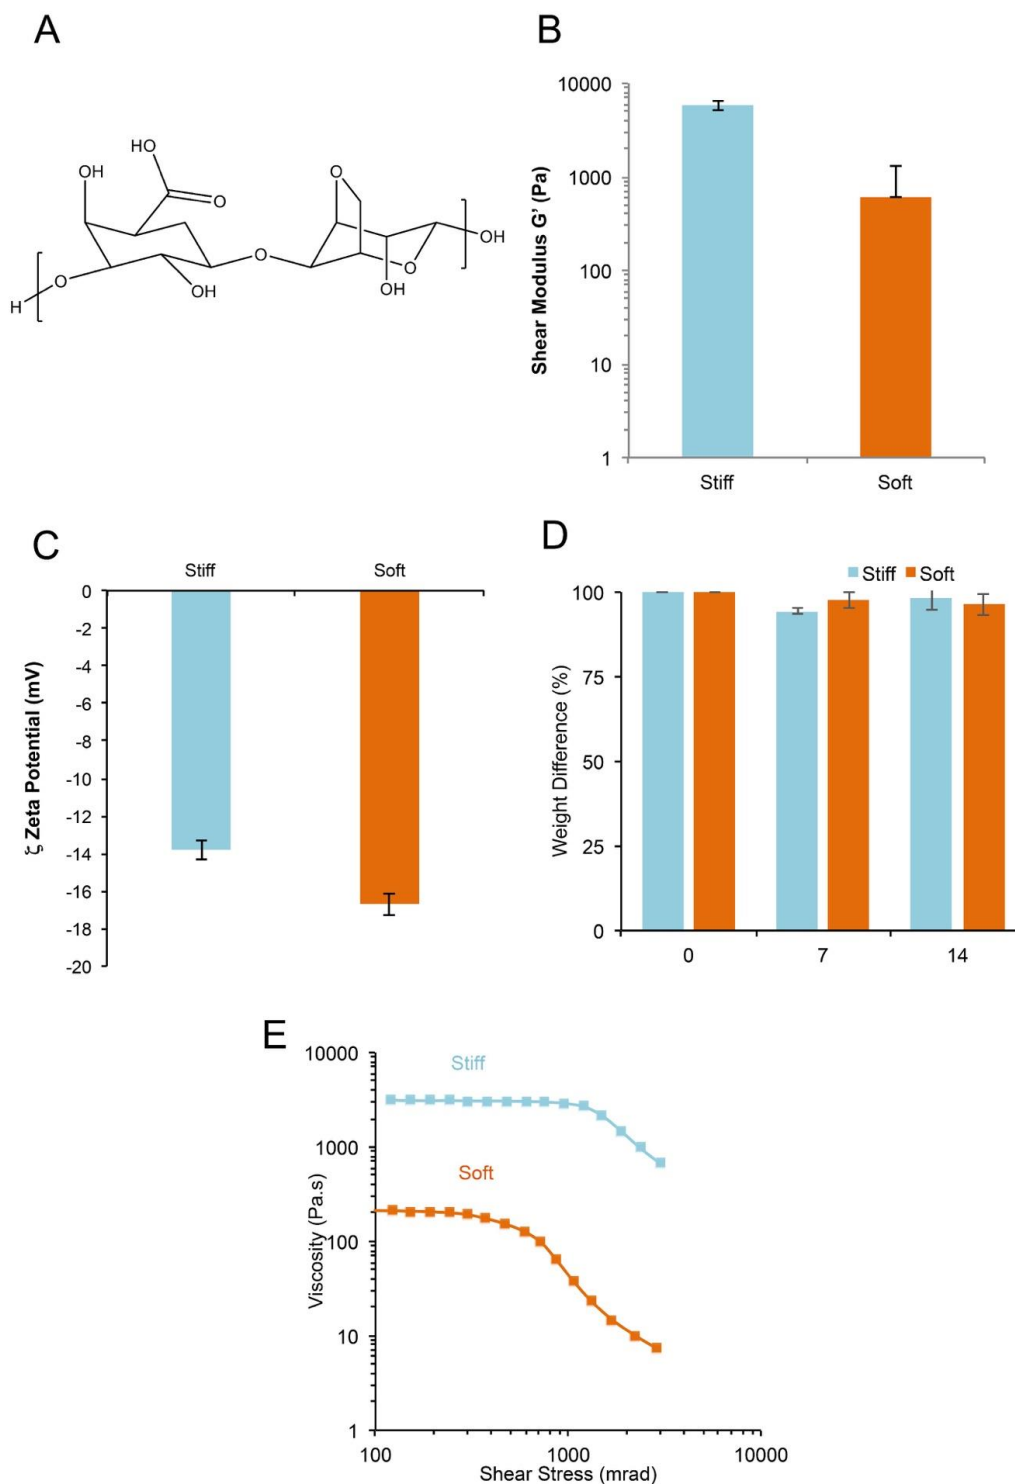 A
HO
OH
O
O
OH
O
O
OH
O
OH
H
B
Shear Modulus G’ (Pa)
10000
1000
100
10
1
Stiff
Soft
C
Stiff
Soft
ζ Zeta Potential (mV)
0
-2
-4
-6
-8
-10
-12
-14
-16
-18
-20
D
Stiff
Soft
Weight Difference (%)
100
75
50
25
0
0
7
14
E
Viscosity (Pa.s)
10000
1000
100
10
1
Stiff
Soft
100
1000
10000
Shear Stress (mrad)